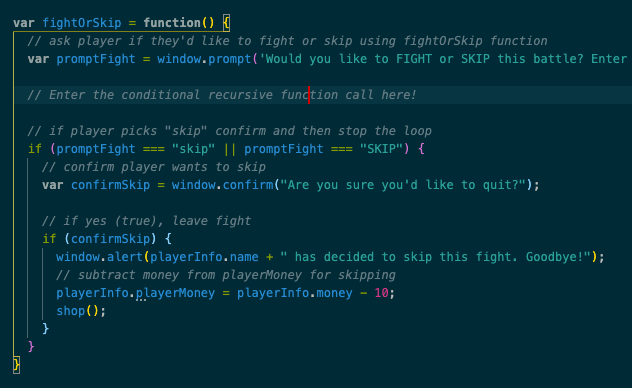 var fightOrSkip = function() {
// ask player if they'd like to fight or skip using fightOrSkip function
var promptFight = window.prompt('Would you like to FIGHT or SKIP this battle? Enter
// Enter the conditional recursive function call here!
// if player picks "skip" confirm and then stop the loop
if (promptFight === "skip" || promptFight === "SKIP") {
// confirm player wants to skip
var confirmSkip = window.confirm("Are you sure you'd like to quit?");
// if yes (true), leave fight
if (confirmSkip) {
window.alert(playerInfo.name + " has decided to skip this fight. Goodbye!");
// subtract money from playerMoney for skipping
playerInfo.playerMoney = playerInfo.money - 10;
shop();
}
}
}